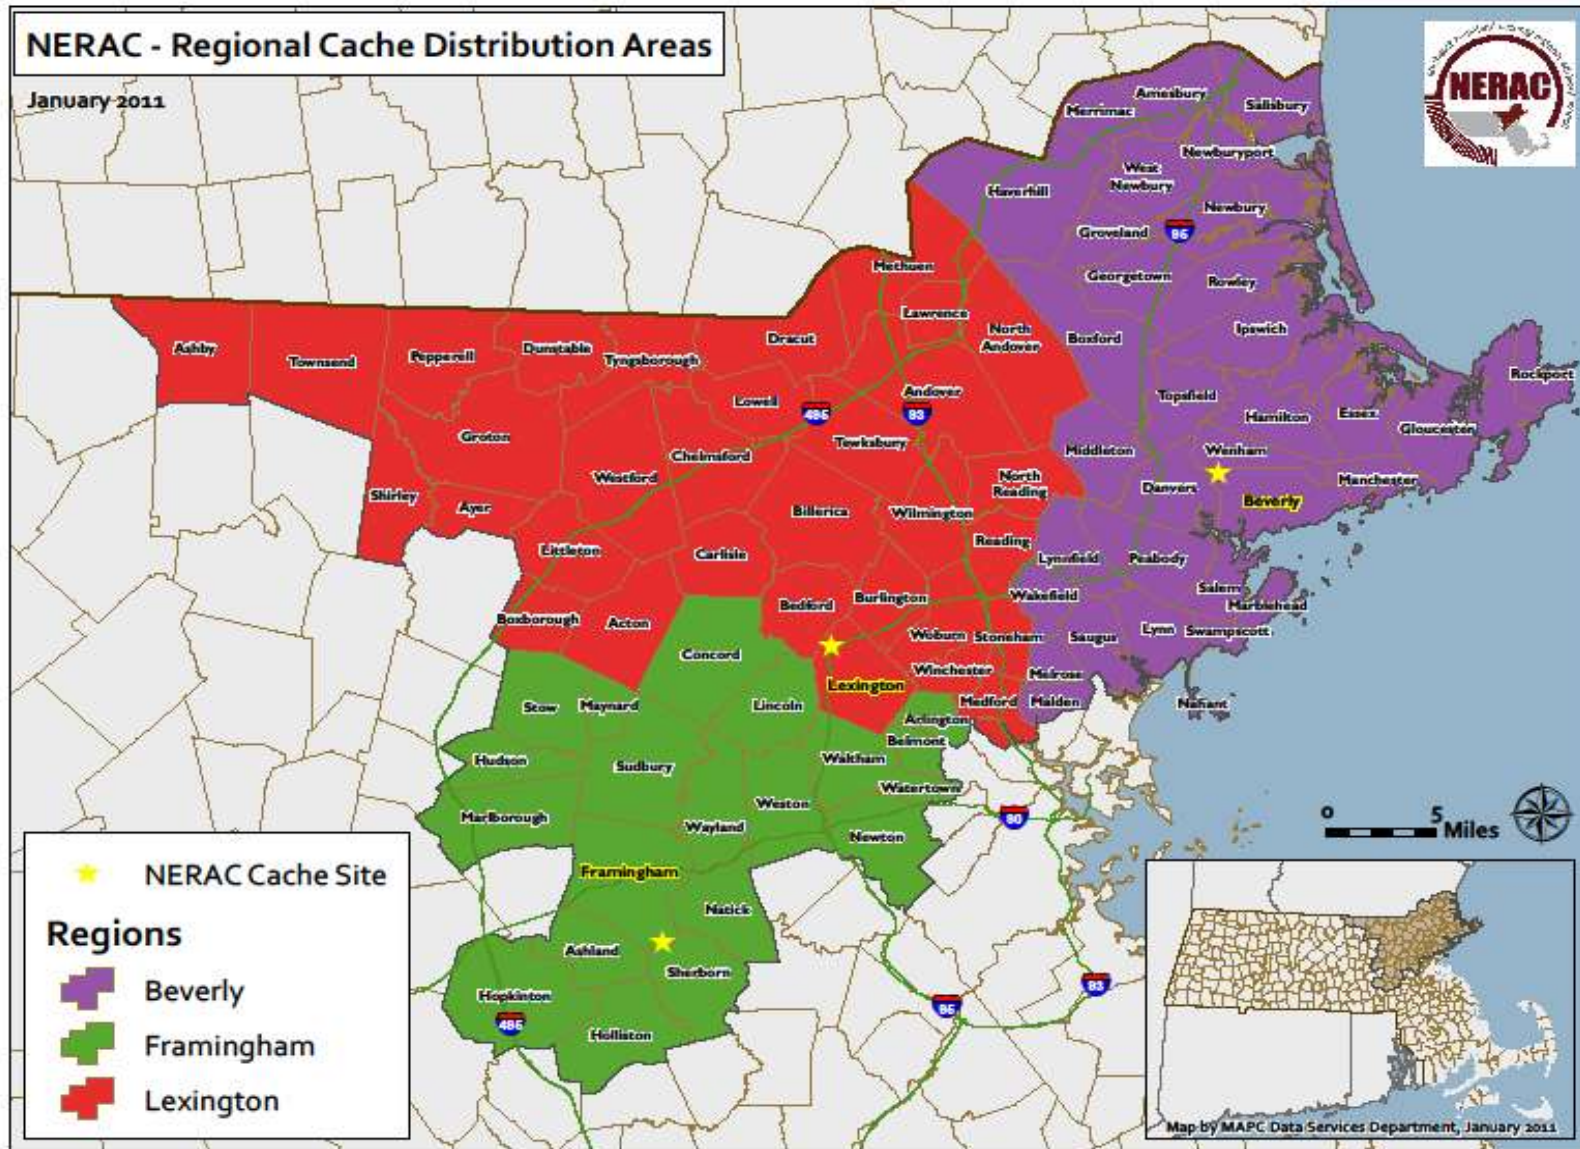 NERAC - Regional Cache Distribution Areas
January 2011
NERAC
Amesbury
Salisbury
Merrimac
Newburyport
West
Newbury
Haverhill
Newbury
Groveland
95
Methuen
Georgetown
Rowley
Lawrence
Ipswich
North
Andover
Boxford
Dracut
Ashby
Townsend
Pepperell
Dunstable
Tyngsborough
Rockport
Andover
Topsfield
Lowell
495
93
Hamilton
Essex
Gloucester
Groton
Tewksbury
Middleton
Wenham
Chelmsford
Westford
North
Reading
Danvers
Manchester
Beverly
Shirley
Ayer
Billerica
Wilmington
Littleton
Carlisle
Reading
Lynnfield
Peabody
Salem
Marblehead
Bedford
Burlington
Wakefield
Boxborough
Acton
Woburn
Stoneham
Saugus
Lynn
Swampscott
Concord
Winchester
Melrose
Lexington
Medford
Malden
Nahant
Stow
Maynard
Lincoln
Arlington
Belmont
Hudson
Sudbury
Waltham
Watertown
Weston
Marlborough
Wayland
Newton
90
0 5 Miles
Framingham
Natick
Ashland
Sherborn
Hopkinton
495
Holliston
95
93
NERAC Cache Site
Regions
Beverly
Framingham
Lexington
Map by MAPC Data Services Department, January 2011